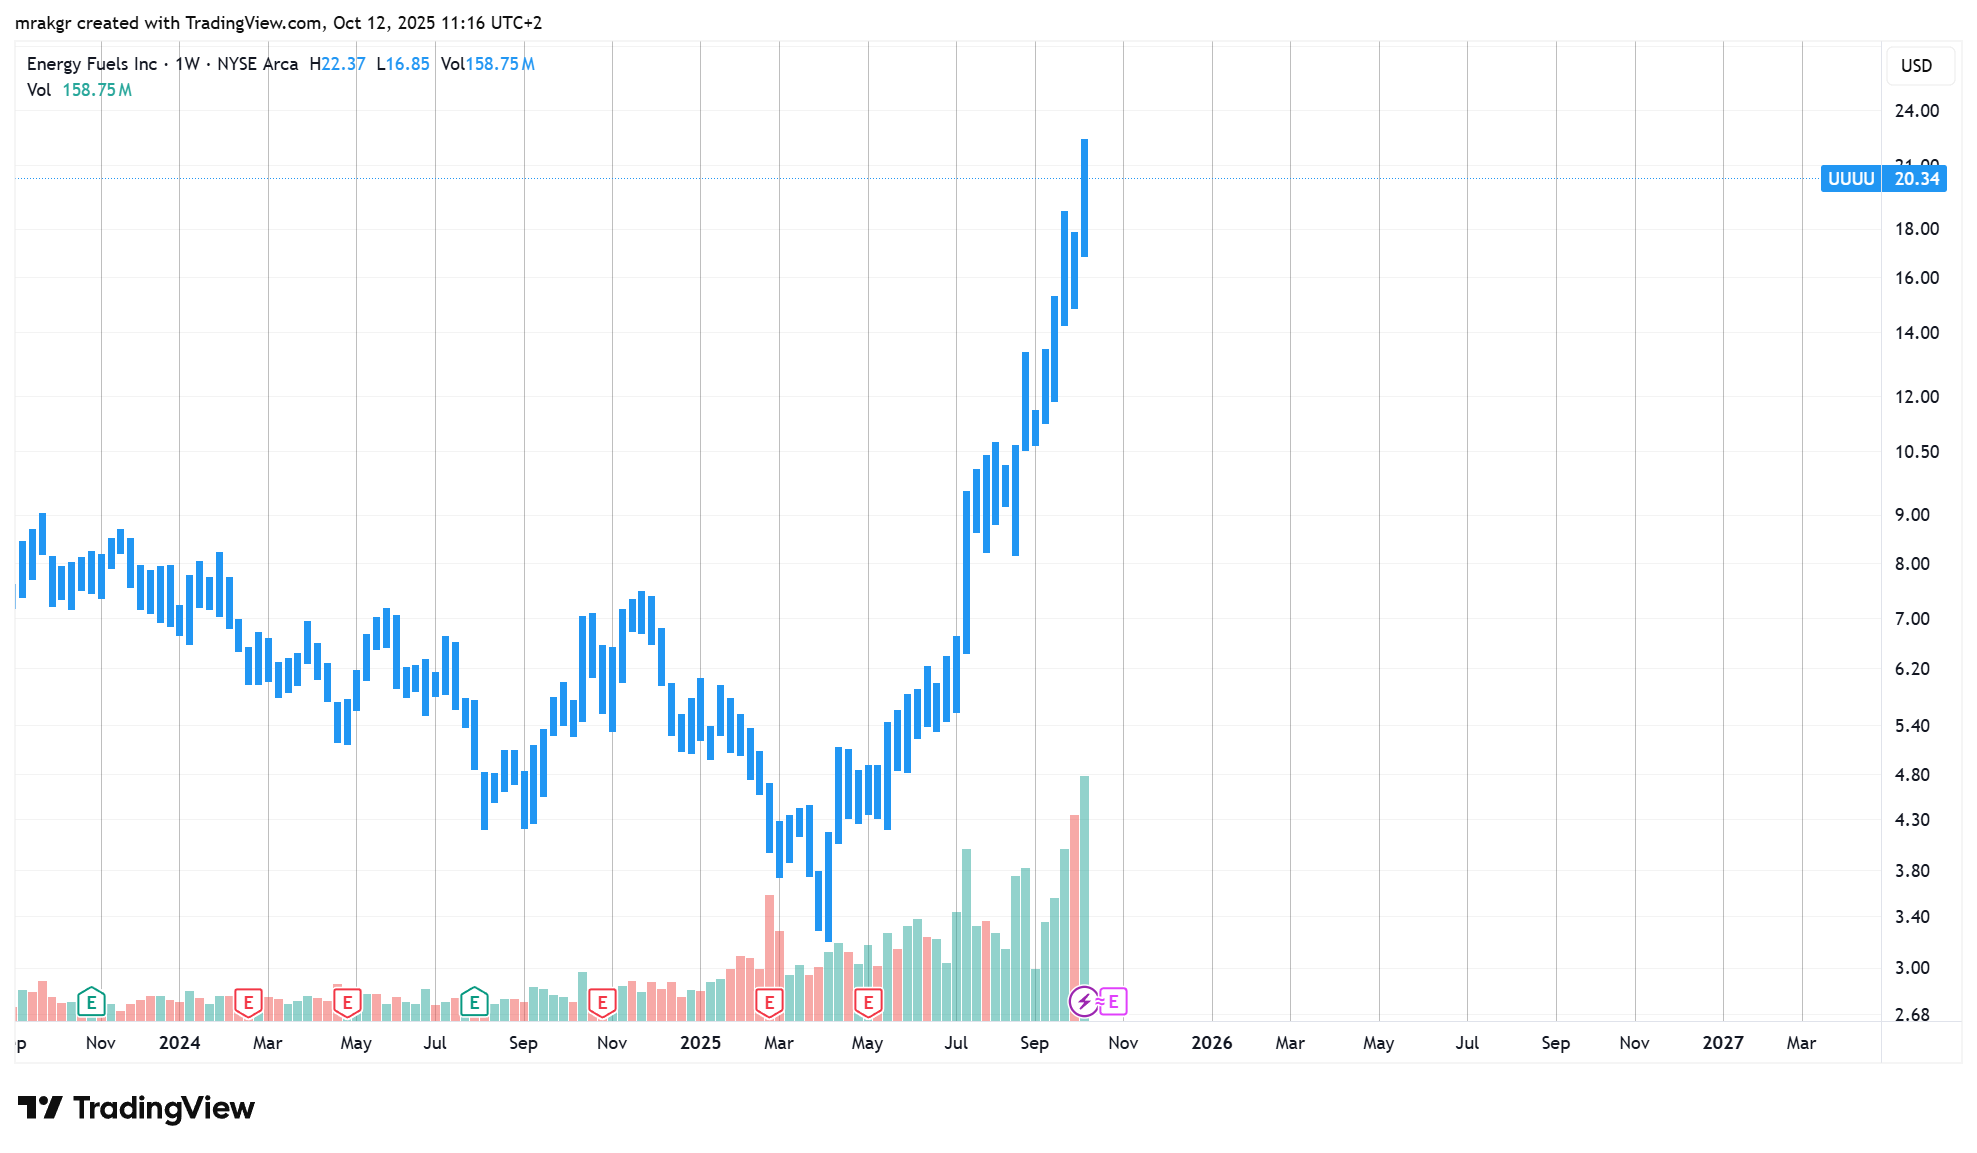 mrakgr created with TradingView.com, Oct 12, 2025 11:16 UTC+2
Energy Fuels Inc · 1W · NYSE Arca H22.37 L16.85 Vol158.75M
Vol 158.75M
USD
24.00
21.00
UUUU 20.34
18.00
16.00
14.00
12.00
10.50
9.00
8.00
7.00
6.20
5.40
4.80
4.30
3.80
3.40
3.00
2.68
E E E E E E E ≈ E
p Nov 2024 Mar May Jul Sep Nov 2025 Mar May Jul Sep Nov 2026 Mar May Jul Sep Nov 2027 Mar
TradingView